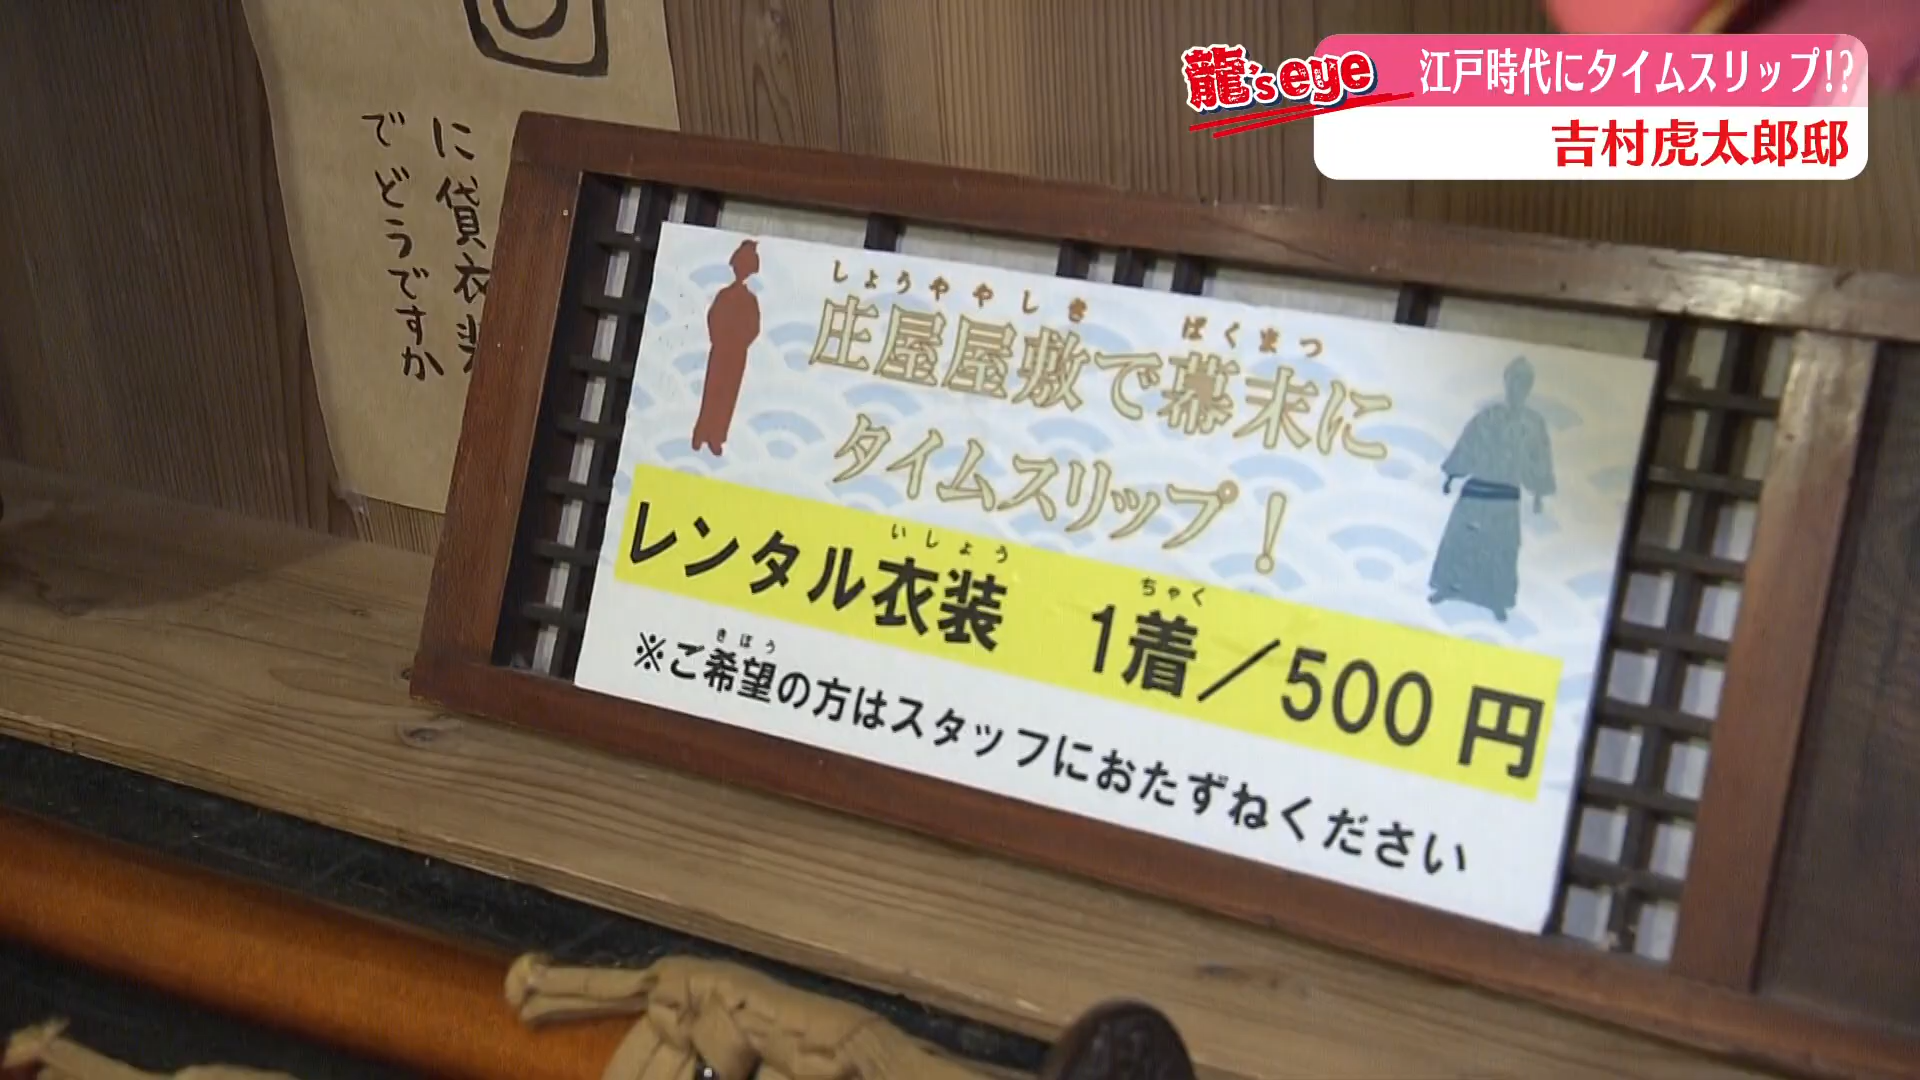 龍's eye
江戸時代にタイムスリップ!?
吉村虎太郎邸
に貸衣装
でどうですか
しょうややしき ばくまつ
庄屋屋敷で幕末に
タイムスリップ！
いしょう ちゃく
レンタル衣装 1着／500円
きぼう
※ご希望の方はスタッフにおたずねください